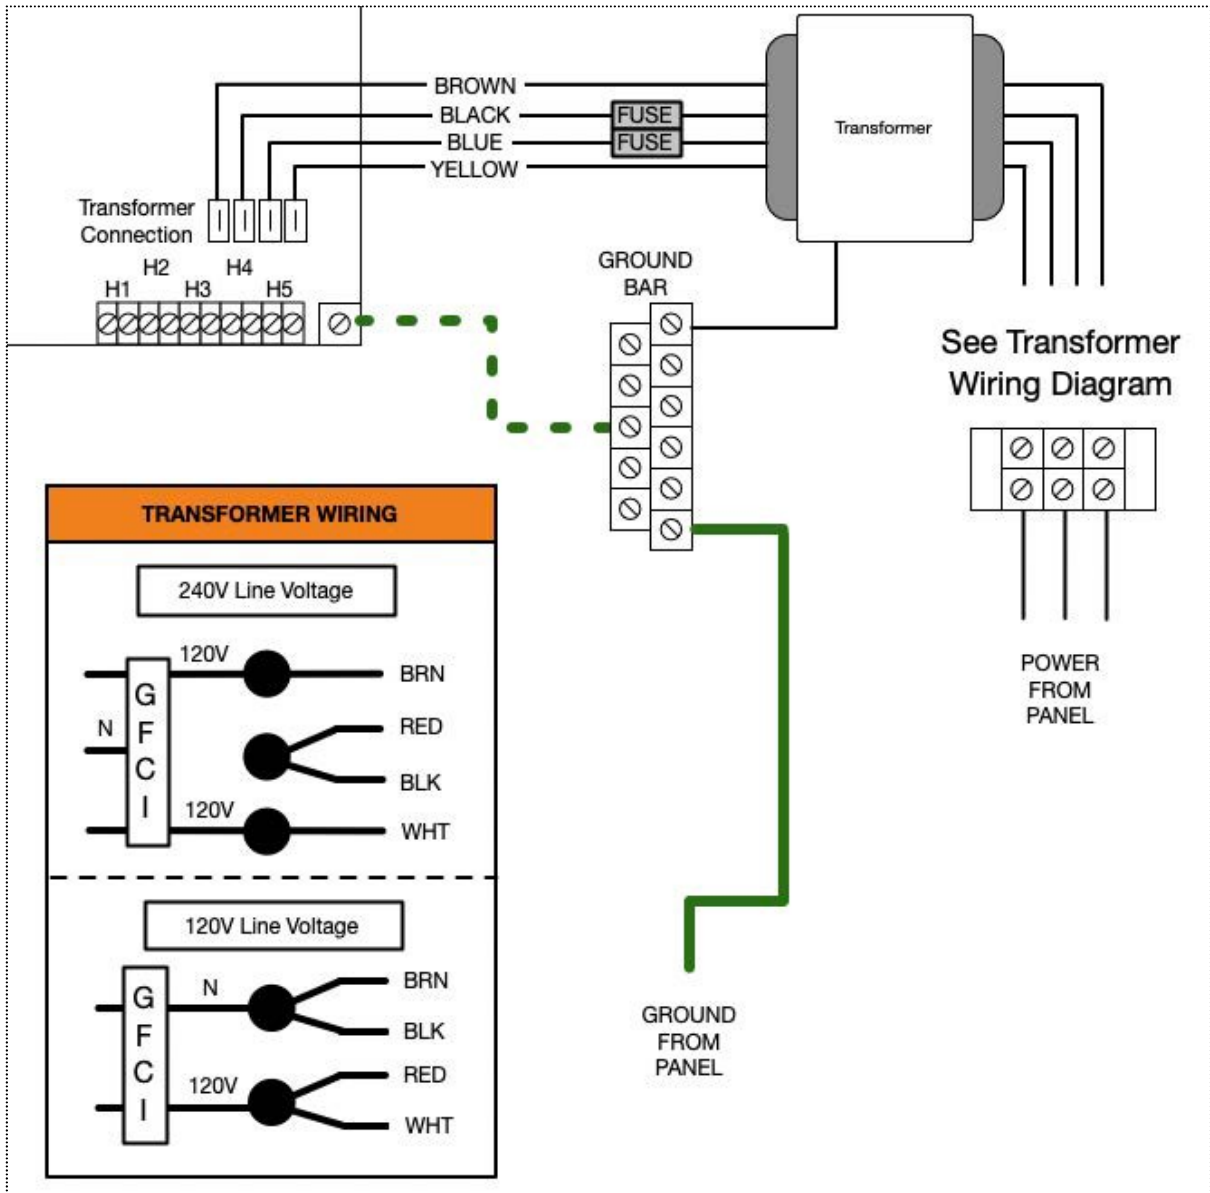 BROWN
BLACK
FUSE
BLUE
FUSE
YELLOW
Transformer
Transformer
Connection
H2
H4
H1
H3
H5
GROUND
BAR
See Transformer
Wiring Diagram
POWER
FROM
PANEL
TRANSFORMER WIRING
240V Line Voltage
120V
BRN
G
F
C
I
N
RED
BLK
120V
WHT
120V Line Voltage
G
F
C
I
N
BRN
BLK
120V
RED
WHT
GROUND
FROM
PANEL